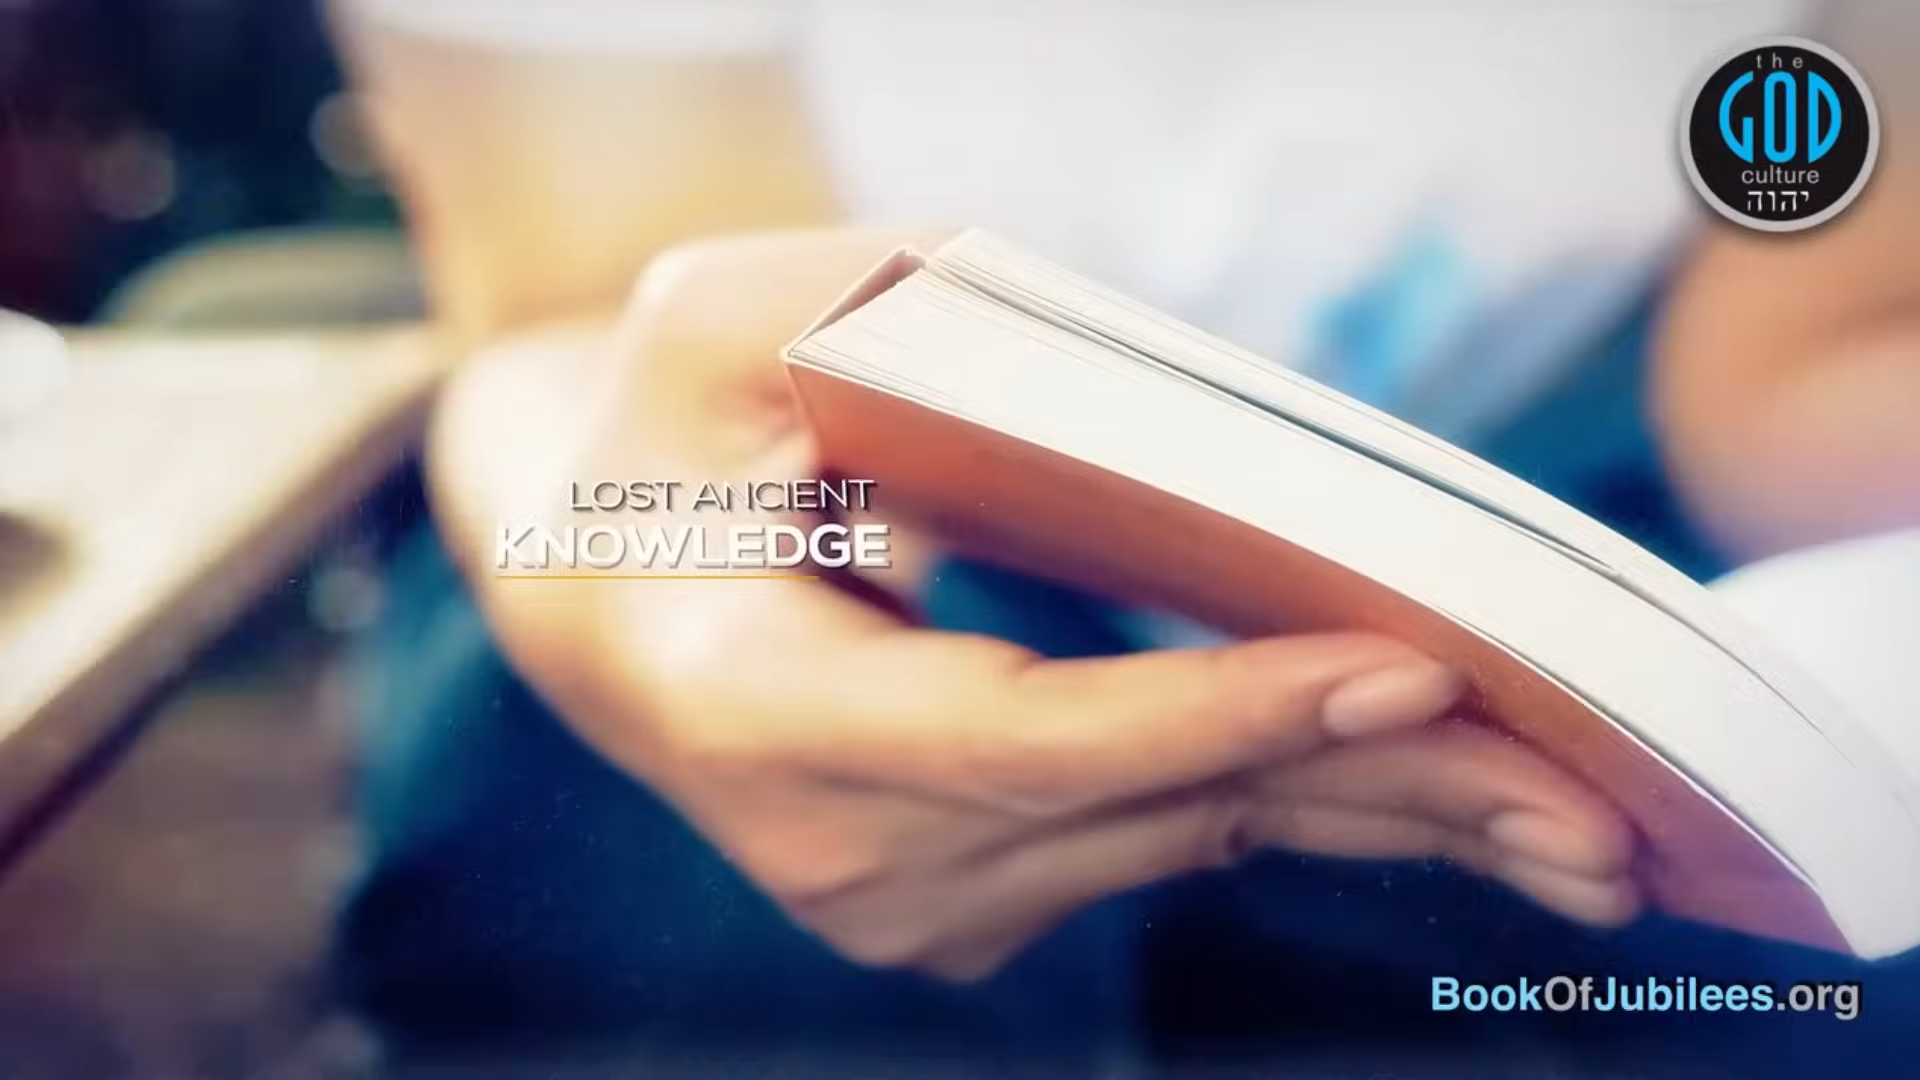 the
GOD
culture
יהוה
LOST ANCIENT
KNOWLEDGE
BookOfJubilees.org